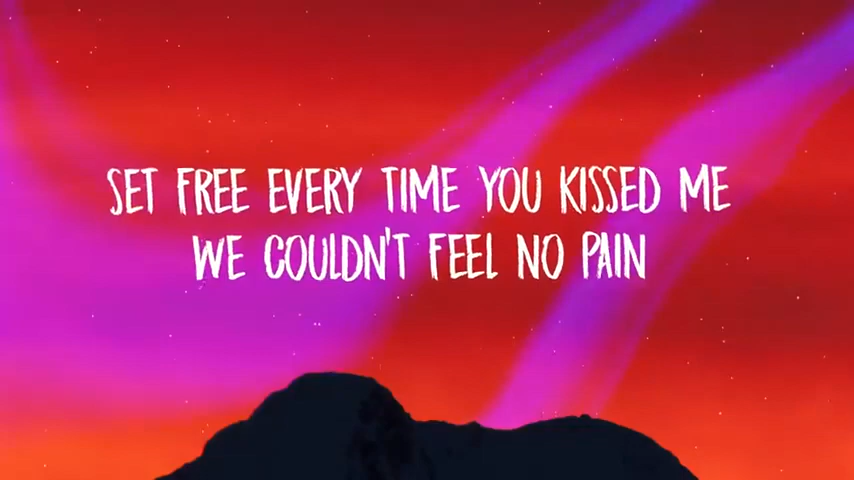 SET FREE EVERY TIME YOU KISSED ME
WE COULDN'T FEEL NO PAIN